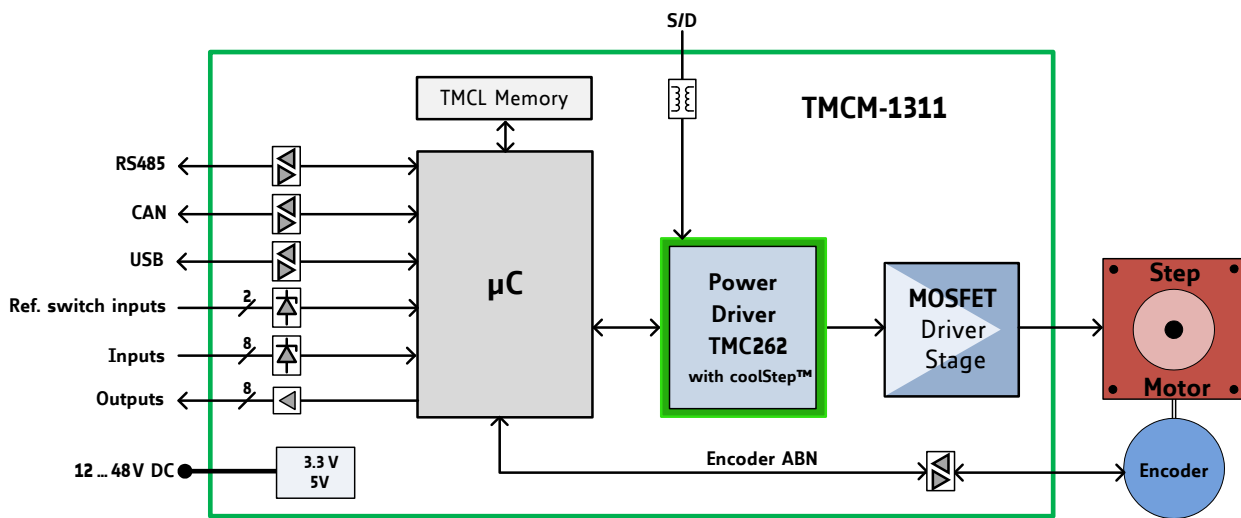 S/D
TMCM-1311
TMCL Memory
RS485
CAN
USB
Ref. switch inputs
2
Inputs
8
Outputs
8
12 ... 48V DC
3.3 V
5V
µC
Power
Driver
TMC262
with coolStep™
MOSFET
Driver
Stage
Step
Motor
Encoder ABN
Encoder